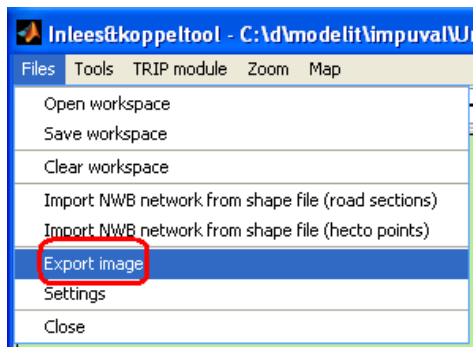 Inlees&koppeltool - C:\d\modelit\impuval\U
Files Tools TRIP module Zoom Map
Open workspace
Save workspace
Clear workspace
Import NWB network from shape file (road sections)
Import NWB network from shape file (hecto points)
Export image
Settings
Close